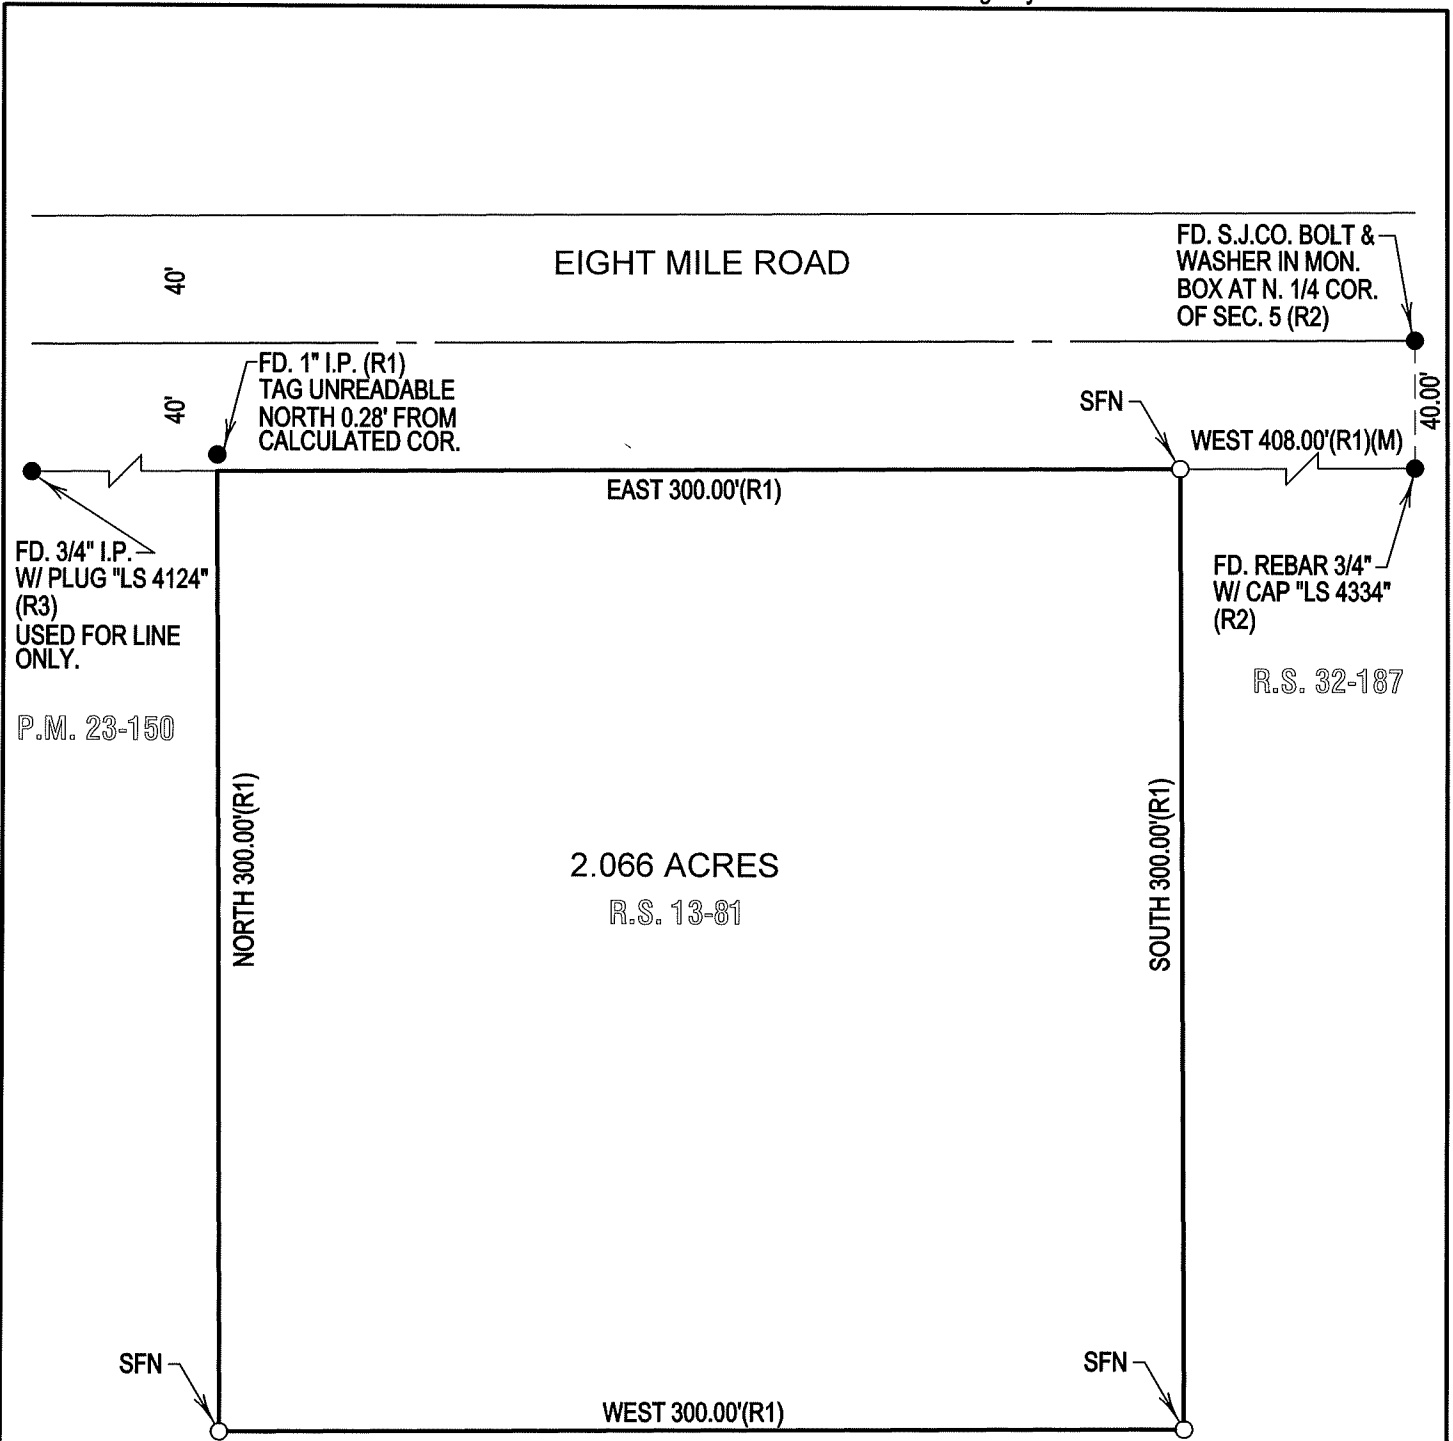 EIGHT MILE ROAD
40'
40'
FD. S.J.CO. BOLT &
WASHER IN MON.
BOX AT N. 1/4 COR.
OF SEC. 5 (R2)
FD. 1" I.P. (R1)
TAG UNREADABLE
NORTH 0.28' FROM
CALCULATED COR.
SFN
40.00'
WEST 408.00'(R1)(M)
EAST 300.00'(R1)
FD. 3/4" I.P.
W/ PLUG "LS 4124"
(R3)
USED FOR LINE
ONLY.
FD. REBAR 3/4"
W/ CAP "LS 4334"
(R2)
R.S. 32-187
P.M. 23-150
NORTH 300.00'(R1)
SOUTH 300.00'(R1)
2.066 ACRES
R.S. 13-81
SFN
SFN
WEST 300.00'(R1)